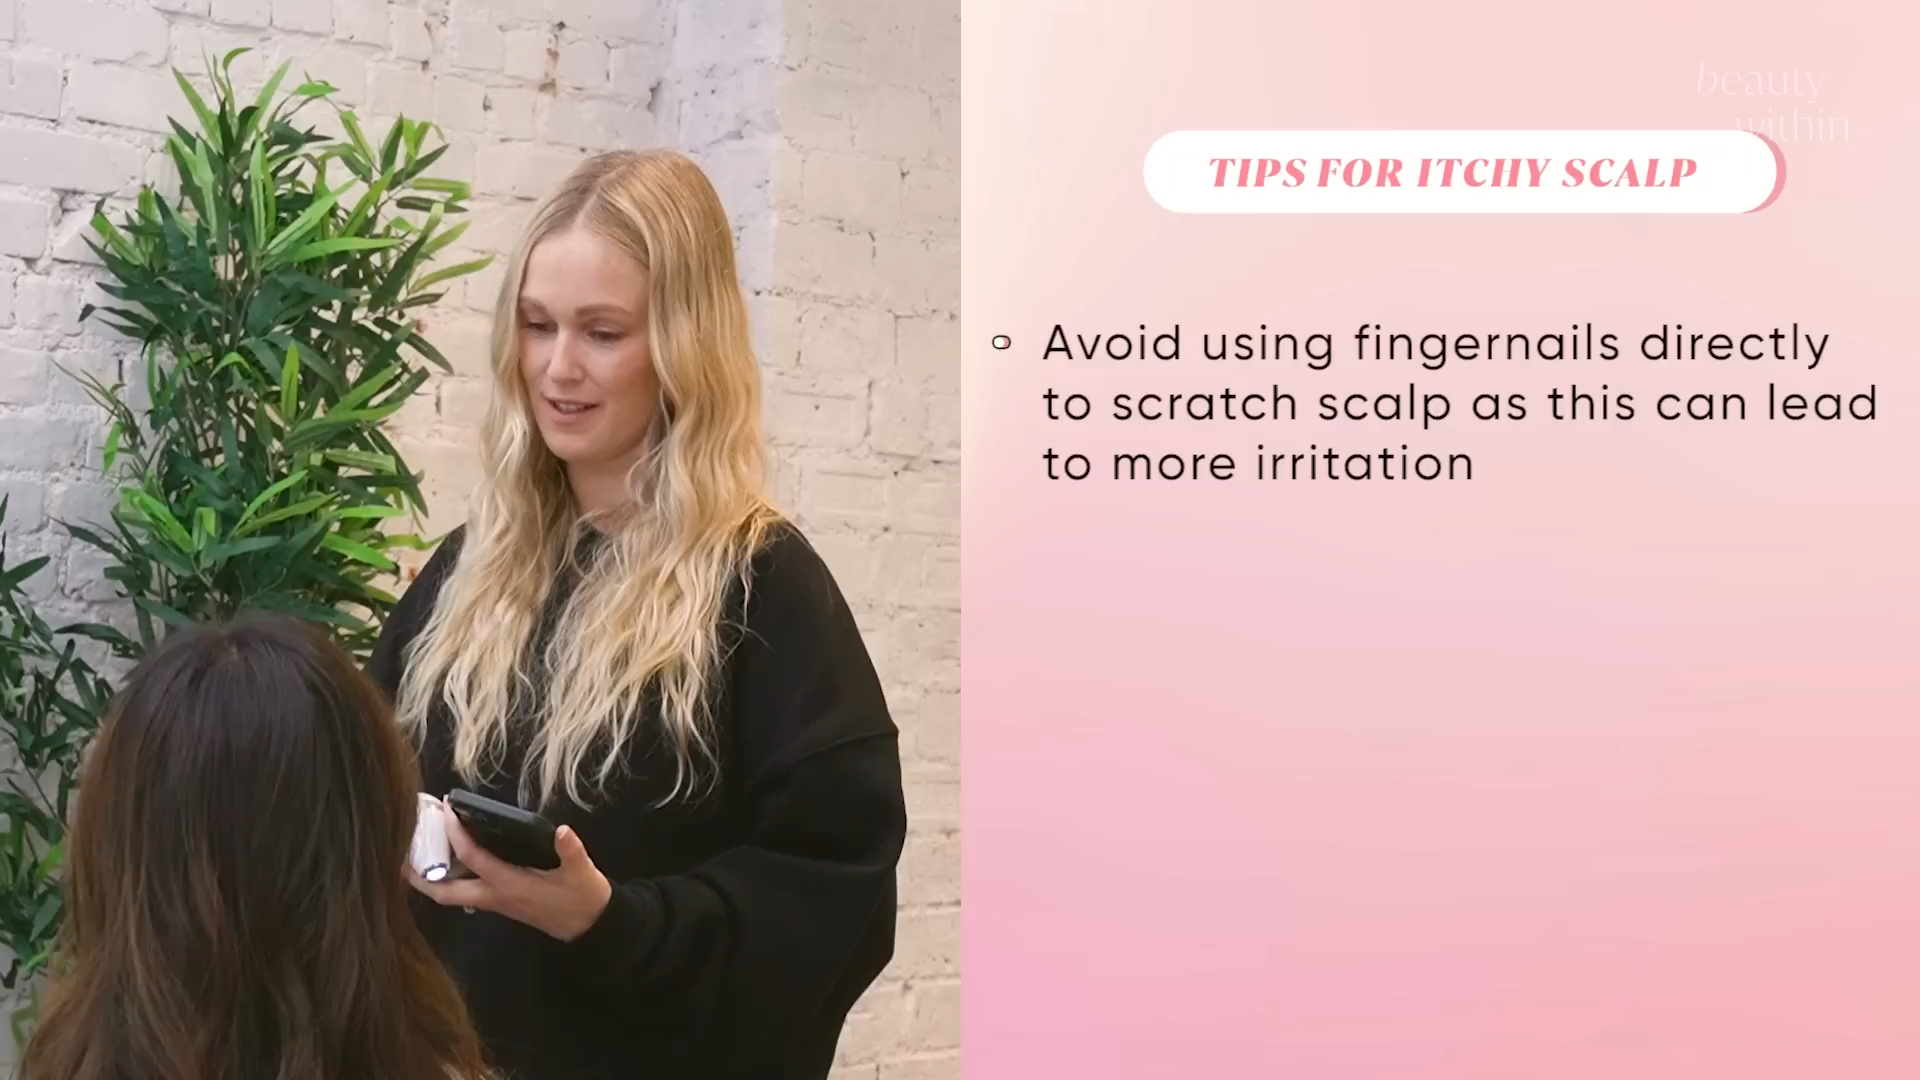 beauty
within
TIPS FOR ITCHY SCALP
Avoid using fingernails directly
to scratch scalp as this can lead
to more irritation